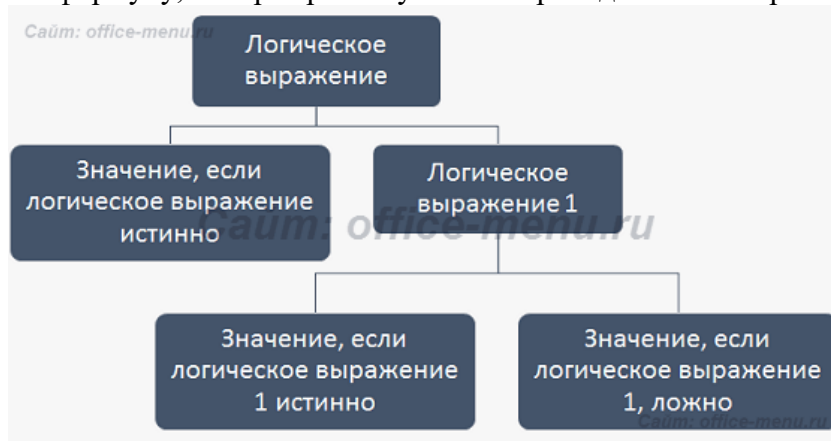 Сайт: office-menu.ru
Логическое
выражение
Значение, если
логическое выражение
истинно
Логическое
выражение 1
Сайт: office-menu.ru
Значение, если
логическое выражение
1 истинно
Значение, если
логическое выражение
1, ложно
Сайт: office-menu.ru